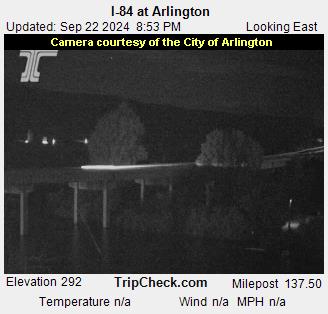 I-84 at Arlington
Updated: Sep 22 2024 8:53 PM Looking East
Camera courtesy of the City of Arlington
Elevation 292 TripCheck.com Milepost 137.50
Temperature n/a Wind n/a MPH n/a